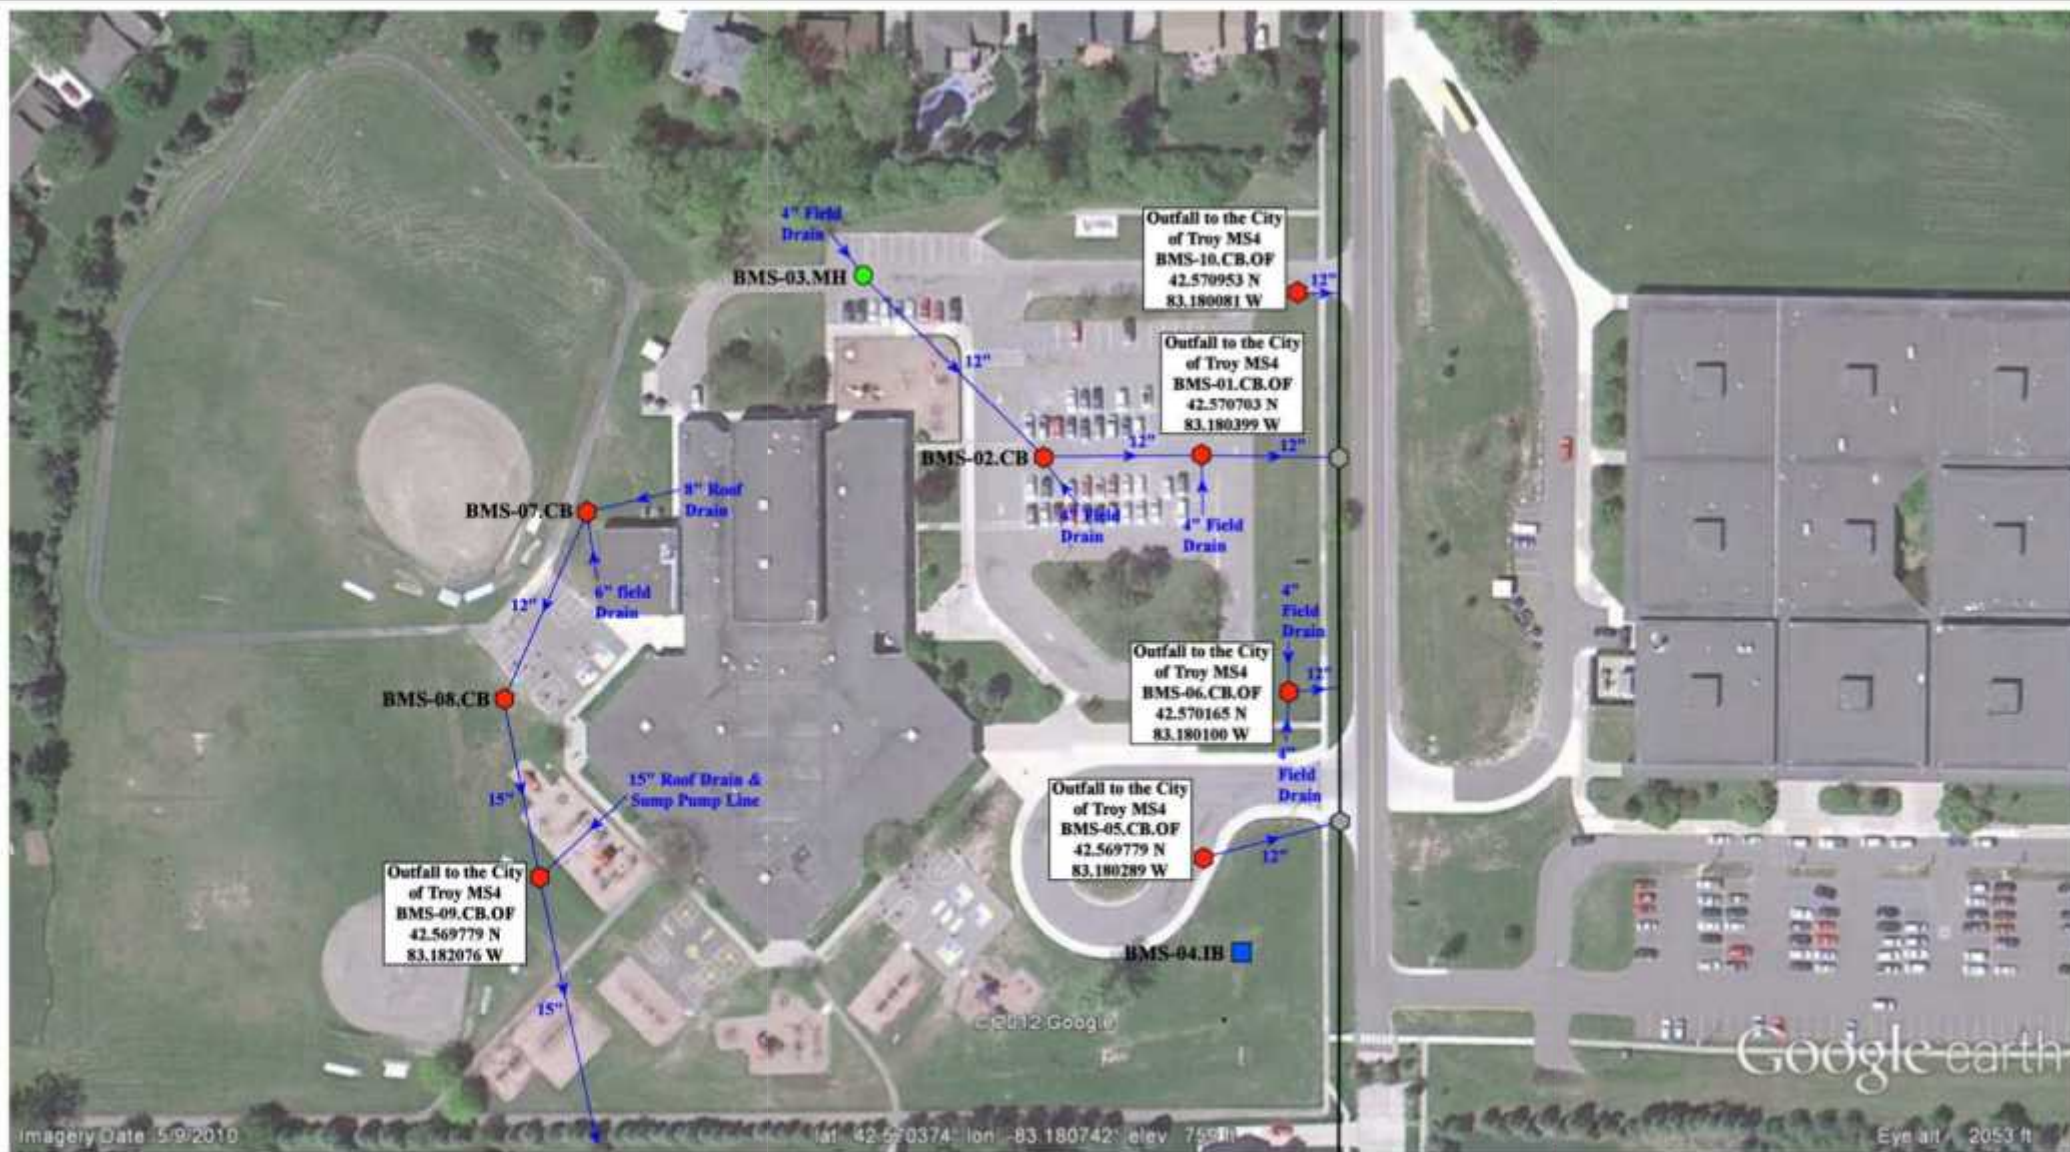 4" Field
Drain
BMS-03.MH
Outfall to the City
of Troy MS4
BMS-10.CB.OF
42.570953 N
83.180081 W
12"
12"
Outfall to the City
of Troy MS4
BMS-01.CB.OF
42.570703 N
83.180399 W
BMS-02.CB
12"
12"
BMS-07.CB
8" Roof
Drain
4" Field
Drain
4" Field
Drain
6" field
Drain
12"
4"
Field
Drain
BMS-08.CB
Outfall to the City
of Troy MS4
BMS-06.CB.OF
42.570165 N
83.180100 W
12"
4"
Field
Drain
15" Roof Drain &
Sump Pump Line
15"
Outfall to the City
of Troy MS4
BMS-05.CB.OF
42.569779 N
83.180289 W
12"
Outfall to the City
of Troy MS4
BMS-09.CB.OF
42.569779 N
83.182076 W
BMS-04.IB
15"
© 2012 Google
Google earth
Imagery Date: 5/9/2010
lat 42.570374° lon -83.180742° elev 759 ft
Eye alt 2053 ft